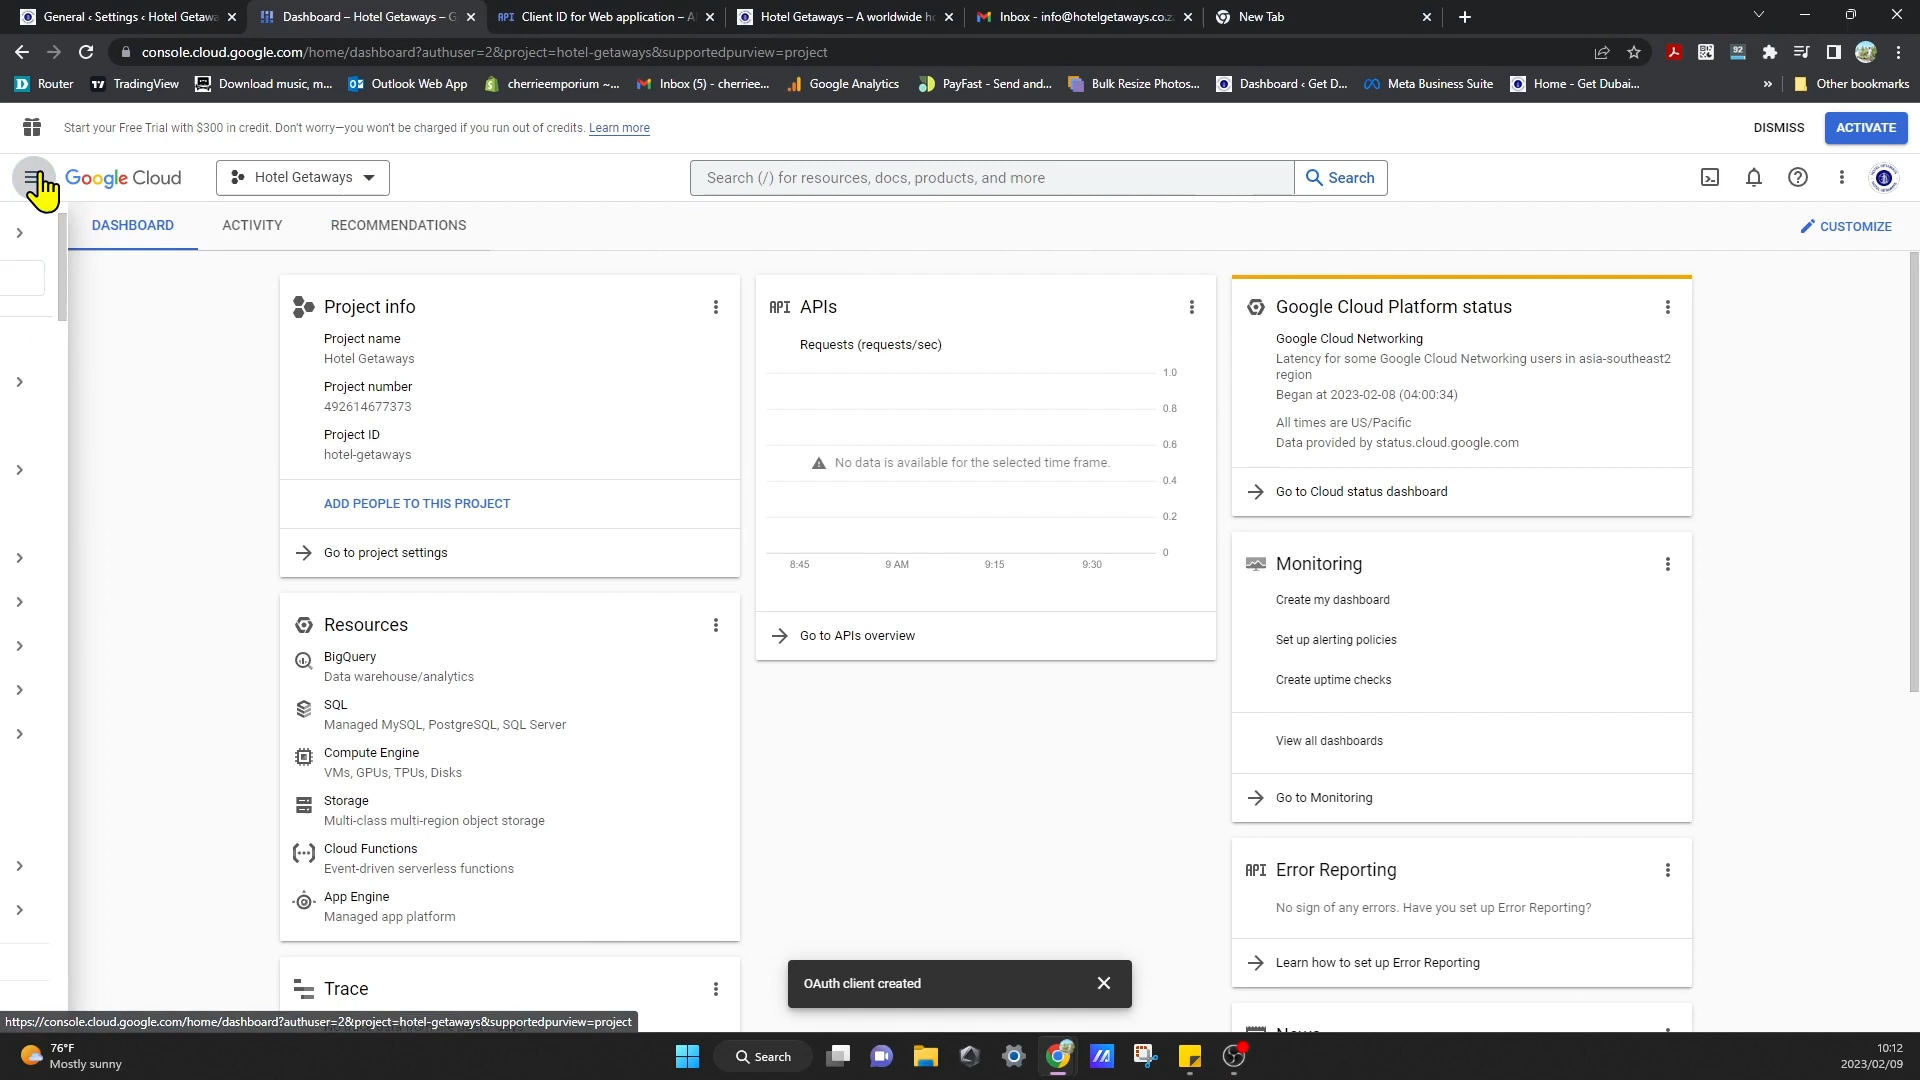 General ‹ Settings ‹ Hotel Getawa
Dashboard – Hotel Getaways – G
API Client ID for Web application – A
Hotel Getaways – A worldwide h
Inbox - info@hotelgetaways.co.z
New Tab
console.cloud.google.com/home/dashboard?authuser=2&project=hotel-getaways&supportedpurview=project
92
Router
TradingView
Download music, m...
Outlook Web App
cherrieemporium ~...
Inbox (5) - cherriee...
Google Analytics
PayFast - Send and...
Bulk Resize Photos...
Dashboard ‹ Get D...
Meta Business Suite
Home - Get Dubai...
»
Other bookmarks
Start your Free Trial with $300 in credit. Don't worry—you won't be charged if you run out of credits. Learn more
DISMISS
ACTIVATE
Google Cloud
Hotel Getaways
Search (/) for resources, docs, products, and more
Search
DASHBOARD
ACTIVITY
RECOMMENDATIONS
CUSTOMIZE
Project info
Project name
Hotel Getaways
Project number
492614677373
Project ID
hotel-getaways
ADD PEOPLE TO THIS PROJECT
Go to project settings
Resources
BigQuery
Data warehouse/analytics
SQL
Managed MySQL, PostgreSQL, SQL Server
Compute Engine
VMs, GPUs, TPUs, Disks
Storage
Multi-class multi-region object storage
Cloud Functions
Event-driven serverless functions
App Engine
Managed app platform
Trace
API APIs
Requests (requests/sec)
1.0
0.8
0.6
No data is available for the selected time frame.
0.4
0.2
0
8:45
9 AM
9:15
9:30
Go to APIs overview
Google Cloud Platform status
Google Cloud Networking
Latency for some Google Cloud Networking users in asia-southeast2
region
Began at 2023-02-08 (04:00:34)
All times are US/Pacific
Data provided by status.cloud.google.com
Go to Cloud status dashboard
Monitoring
Create my dashboard
Set up alerting policies
Create uptime checks
View all dashboards
Go to Monitoring
API Error Reporting
No sign of any errors. Have you set up Error Reporting?
Learn how to set up Error Reporting
News
OAuth client created
https://console.cloud.google.com/home/dashboard?authuser=2&project=hotel-getaways&supportedpurview=project
76°F
Mostly sunny
Search
10:12
2023/02/09